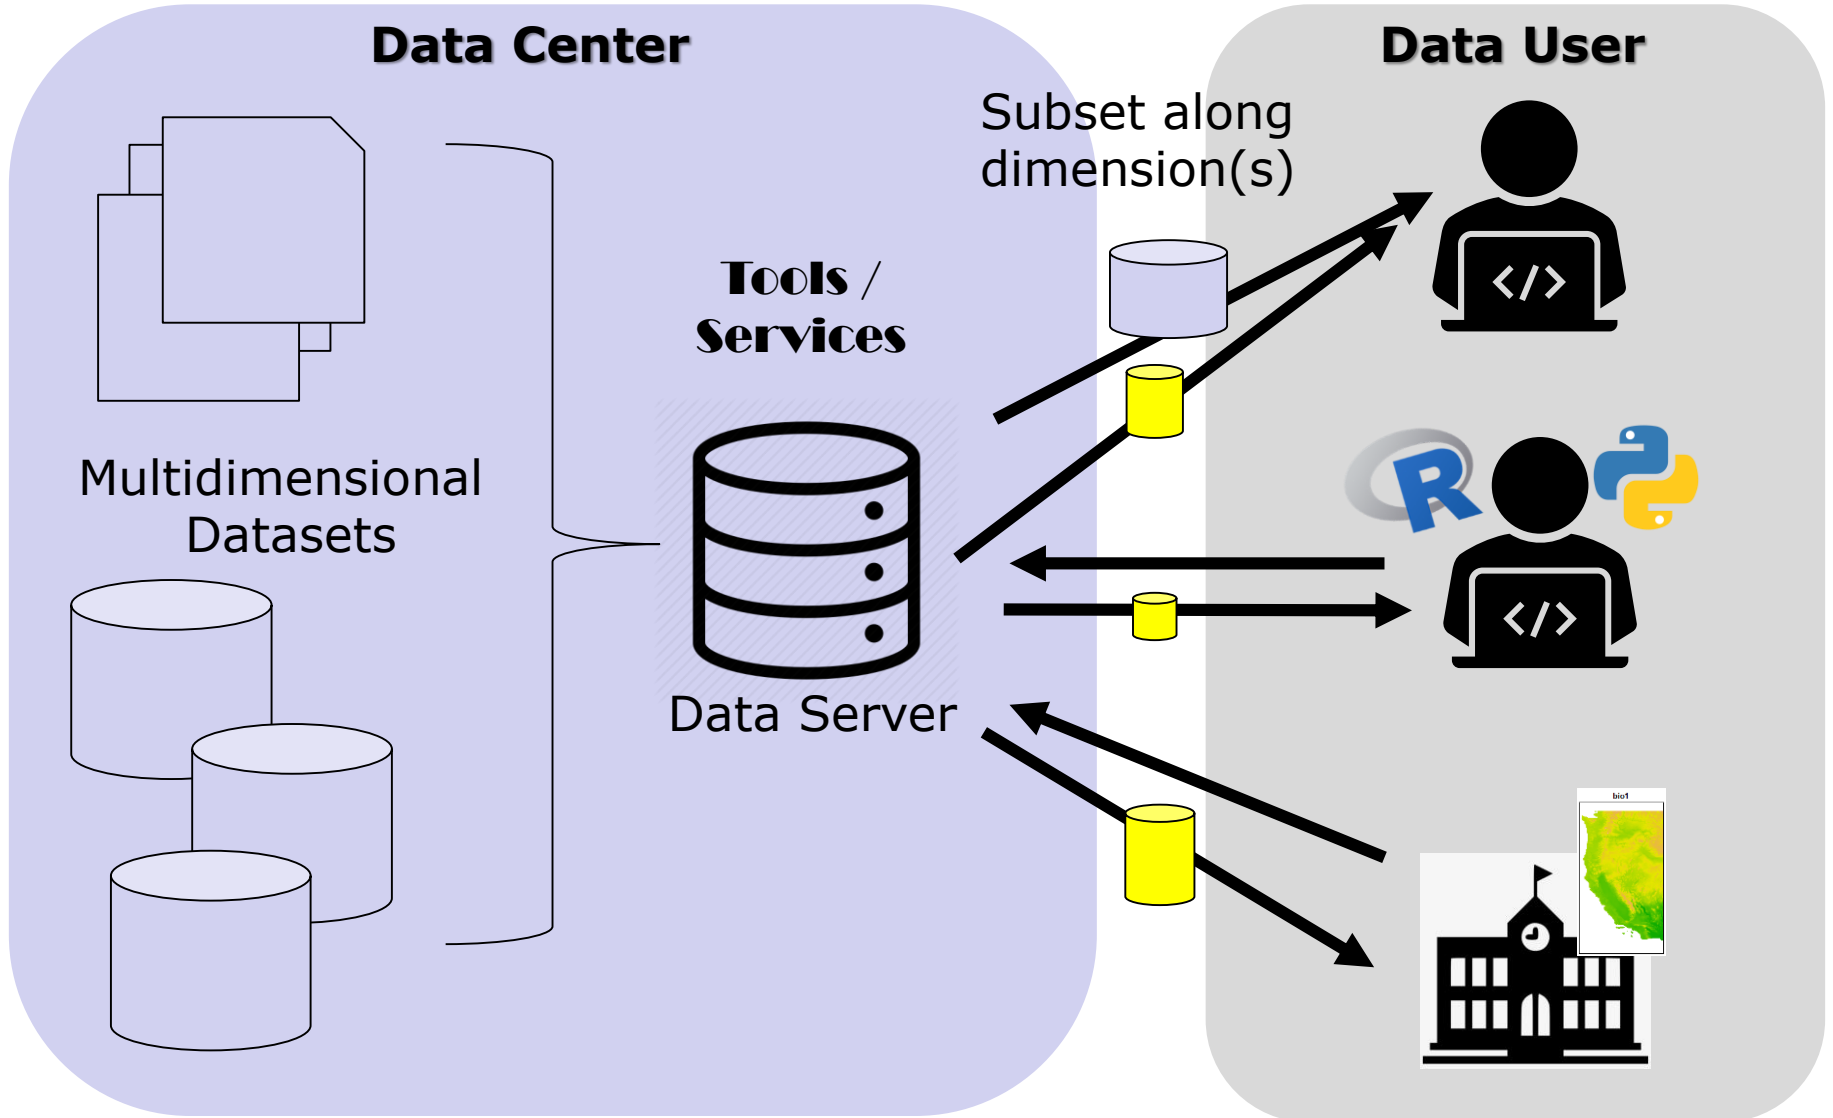 Data Center
Data User
Subset along
dimension(s)
Tools /
Services
Multidimensional
Datasets
Data Server
</>
R
</>
bio1